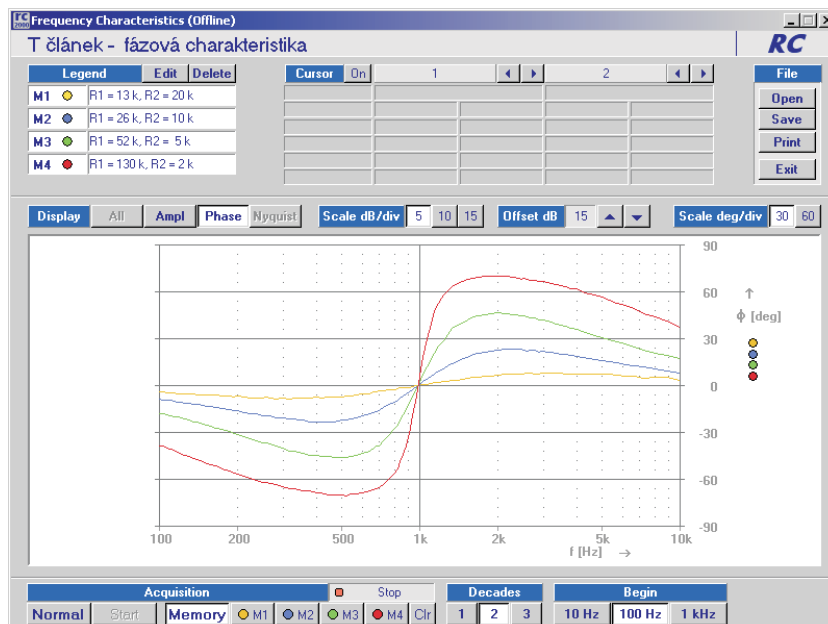 rc 2000 Frequency Characteristics (Offline)
T článek - fázová charakteristika
RC
Legend Edit Delete
M1 R1 = 13 k, R2 = 20 k
M2 R1 = 26 k, R2 = 10 k
M3 R1 = 52 k, R2 = 5 k
M4 R1 = 130 k, R2 = 2 k
Cursor On 1 2
File
Open
Save
Print
Exit
Display All Ampl Phase Nyquist Scale dB/div 5 10 15 Offset dB 15 Scale deg/div 30 60
90
60
30
0
-30
-60
-90
↑
ϕ [deg]
100 200 500 1k 2k 5k 10k
f [Hz] →
Acquisition Stop Decades Begin
Normal Start Memory M1 M2 M3 M4 Clr 1 2 3 10 Hz 100 Hz 1 kHz